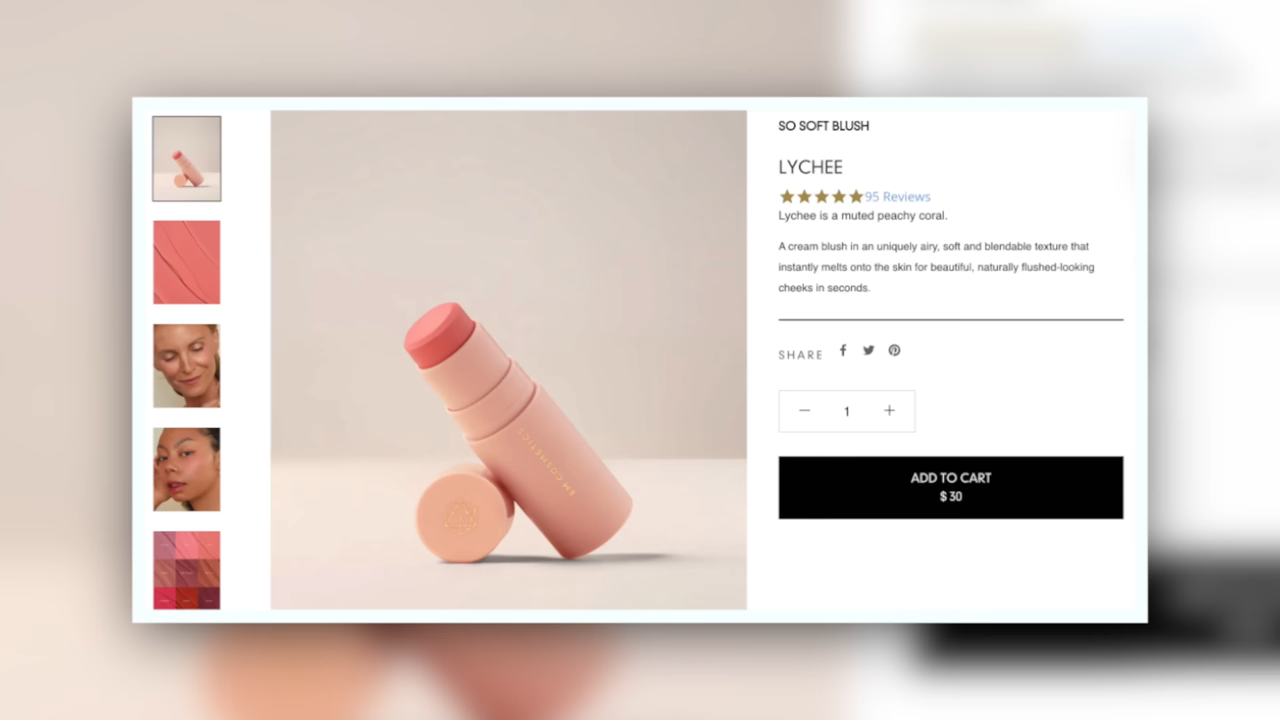 SO SOFT BLUSH
LYCHEE
95 Reviews
Lychee is a muted peachy coral.
A cream blush in an uniquely airy, soft and blendable texture that
instantly melts onto the skin for beautiful, naturally flushed-looking
cheeks in seconds.
SHARE
1
EM COSMETICS
ADD TO CART
$ 30